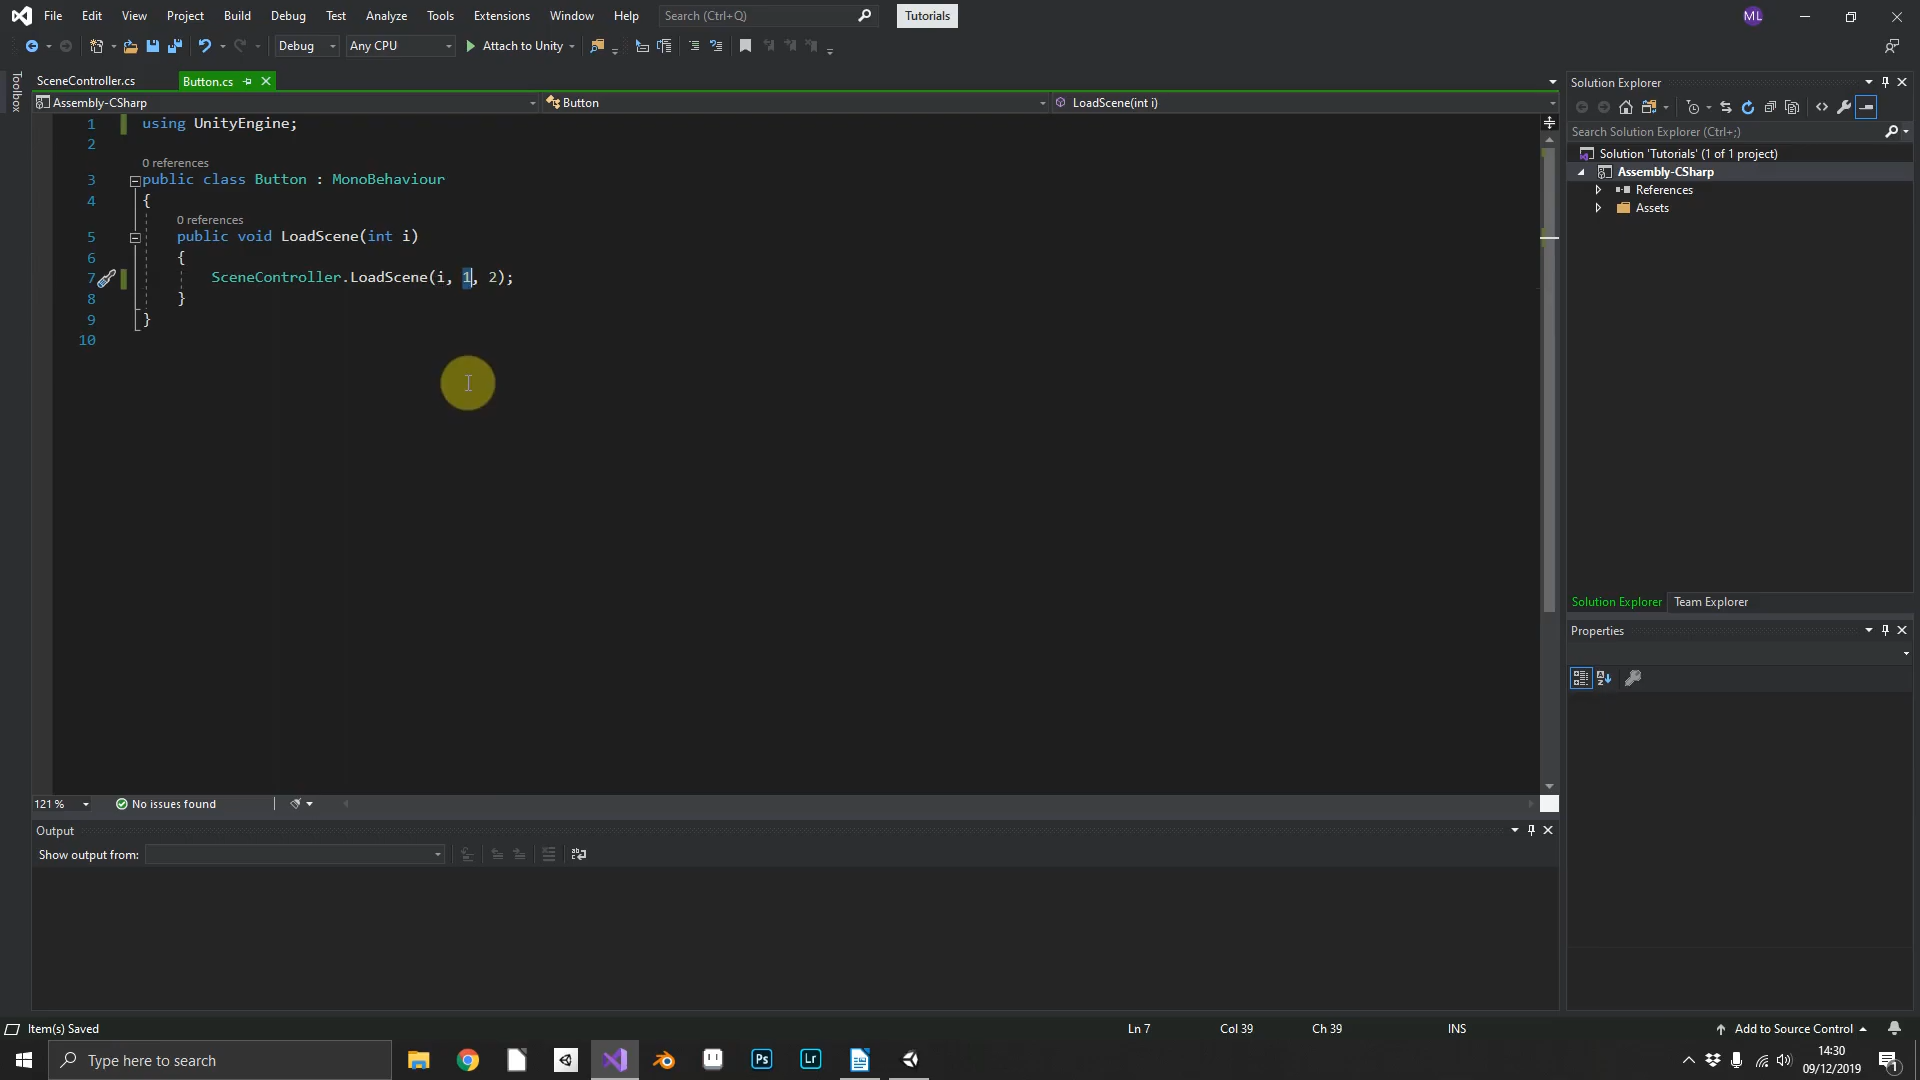 File Edit View Project Build Debug Test Analyze Tools Extensions Window Help Search (Ctrl+Q) Tutorials ML
Debug Any CPU Attach to Unity
Toolbox
SceneController.cs Button.cs
Assembly-CSharp Button LoadScene(int i)
1 using UnityEngine;
2
0 references
3 public class Button : MonoBehaviour
4 {
0 references
5 public void LoadScene(int i)
6 {
7 SceneController.LoadScene(i, 1, 2);
8 }
9 }
10
121 % No issues found
Output
Show output from:
Solution Explorer
Search Solution Explorer (Ctrl+;)
Solution 'Tutorials' (1 of 1 project)
Assembly-CSharp
References
Assets
Solution Explorer Team Explorer
Properties
Item(s) Saved Ln 7 Col 39 Ch 39 INS Add to Source Control
Type here to search Ps Lr 14:30
09/12/2019 1